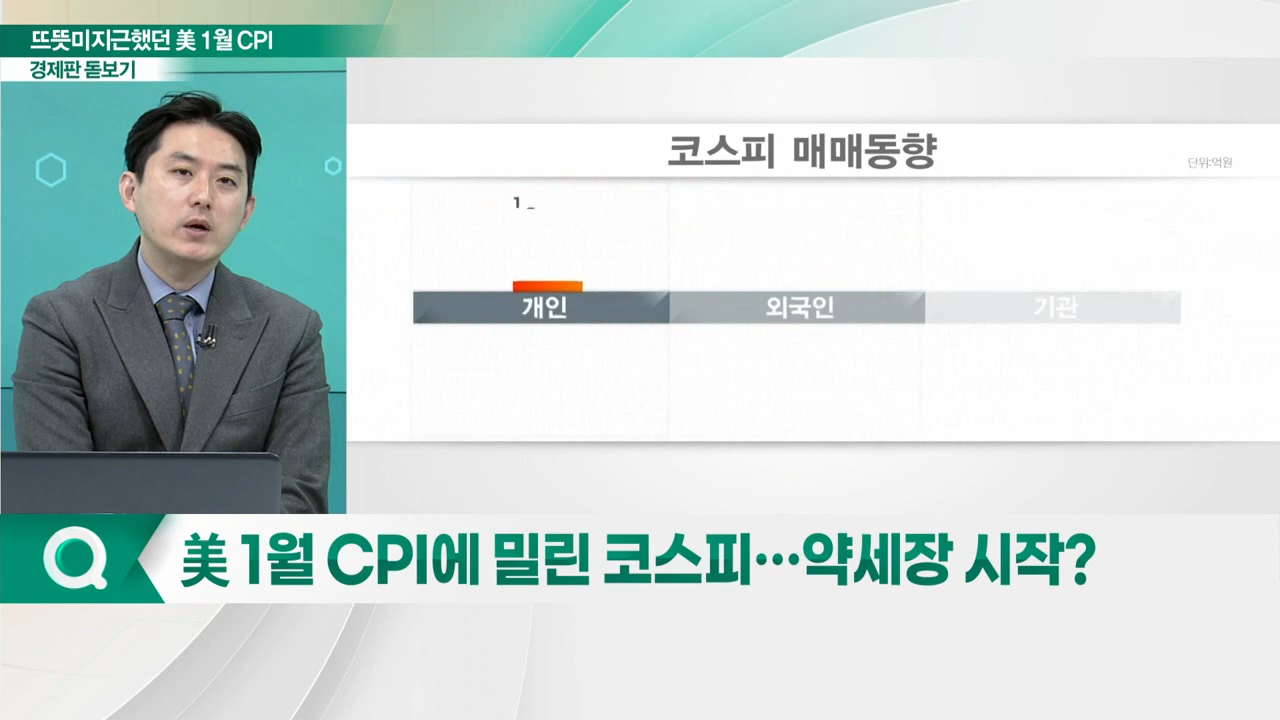 뜨뜻미지근했던 美 1월 CPI
경제판 돋보기
코스피 매매동향
단위:억원
개인
외국인
기관
美 1월 CPI에 밀린 코스피…약세장 시작?